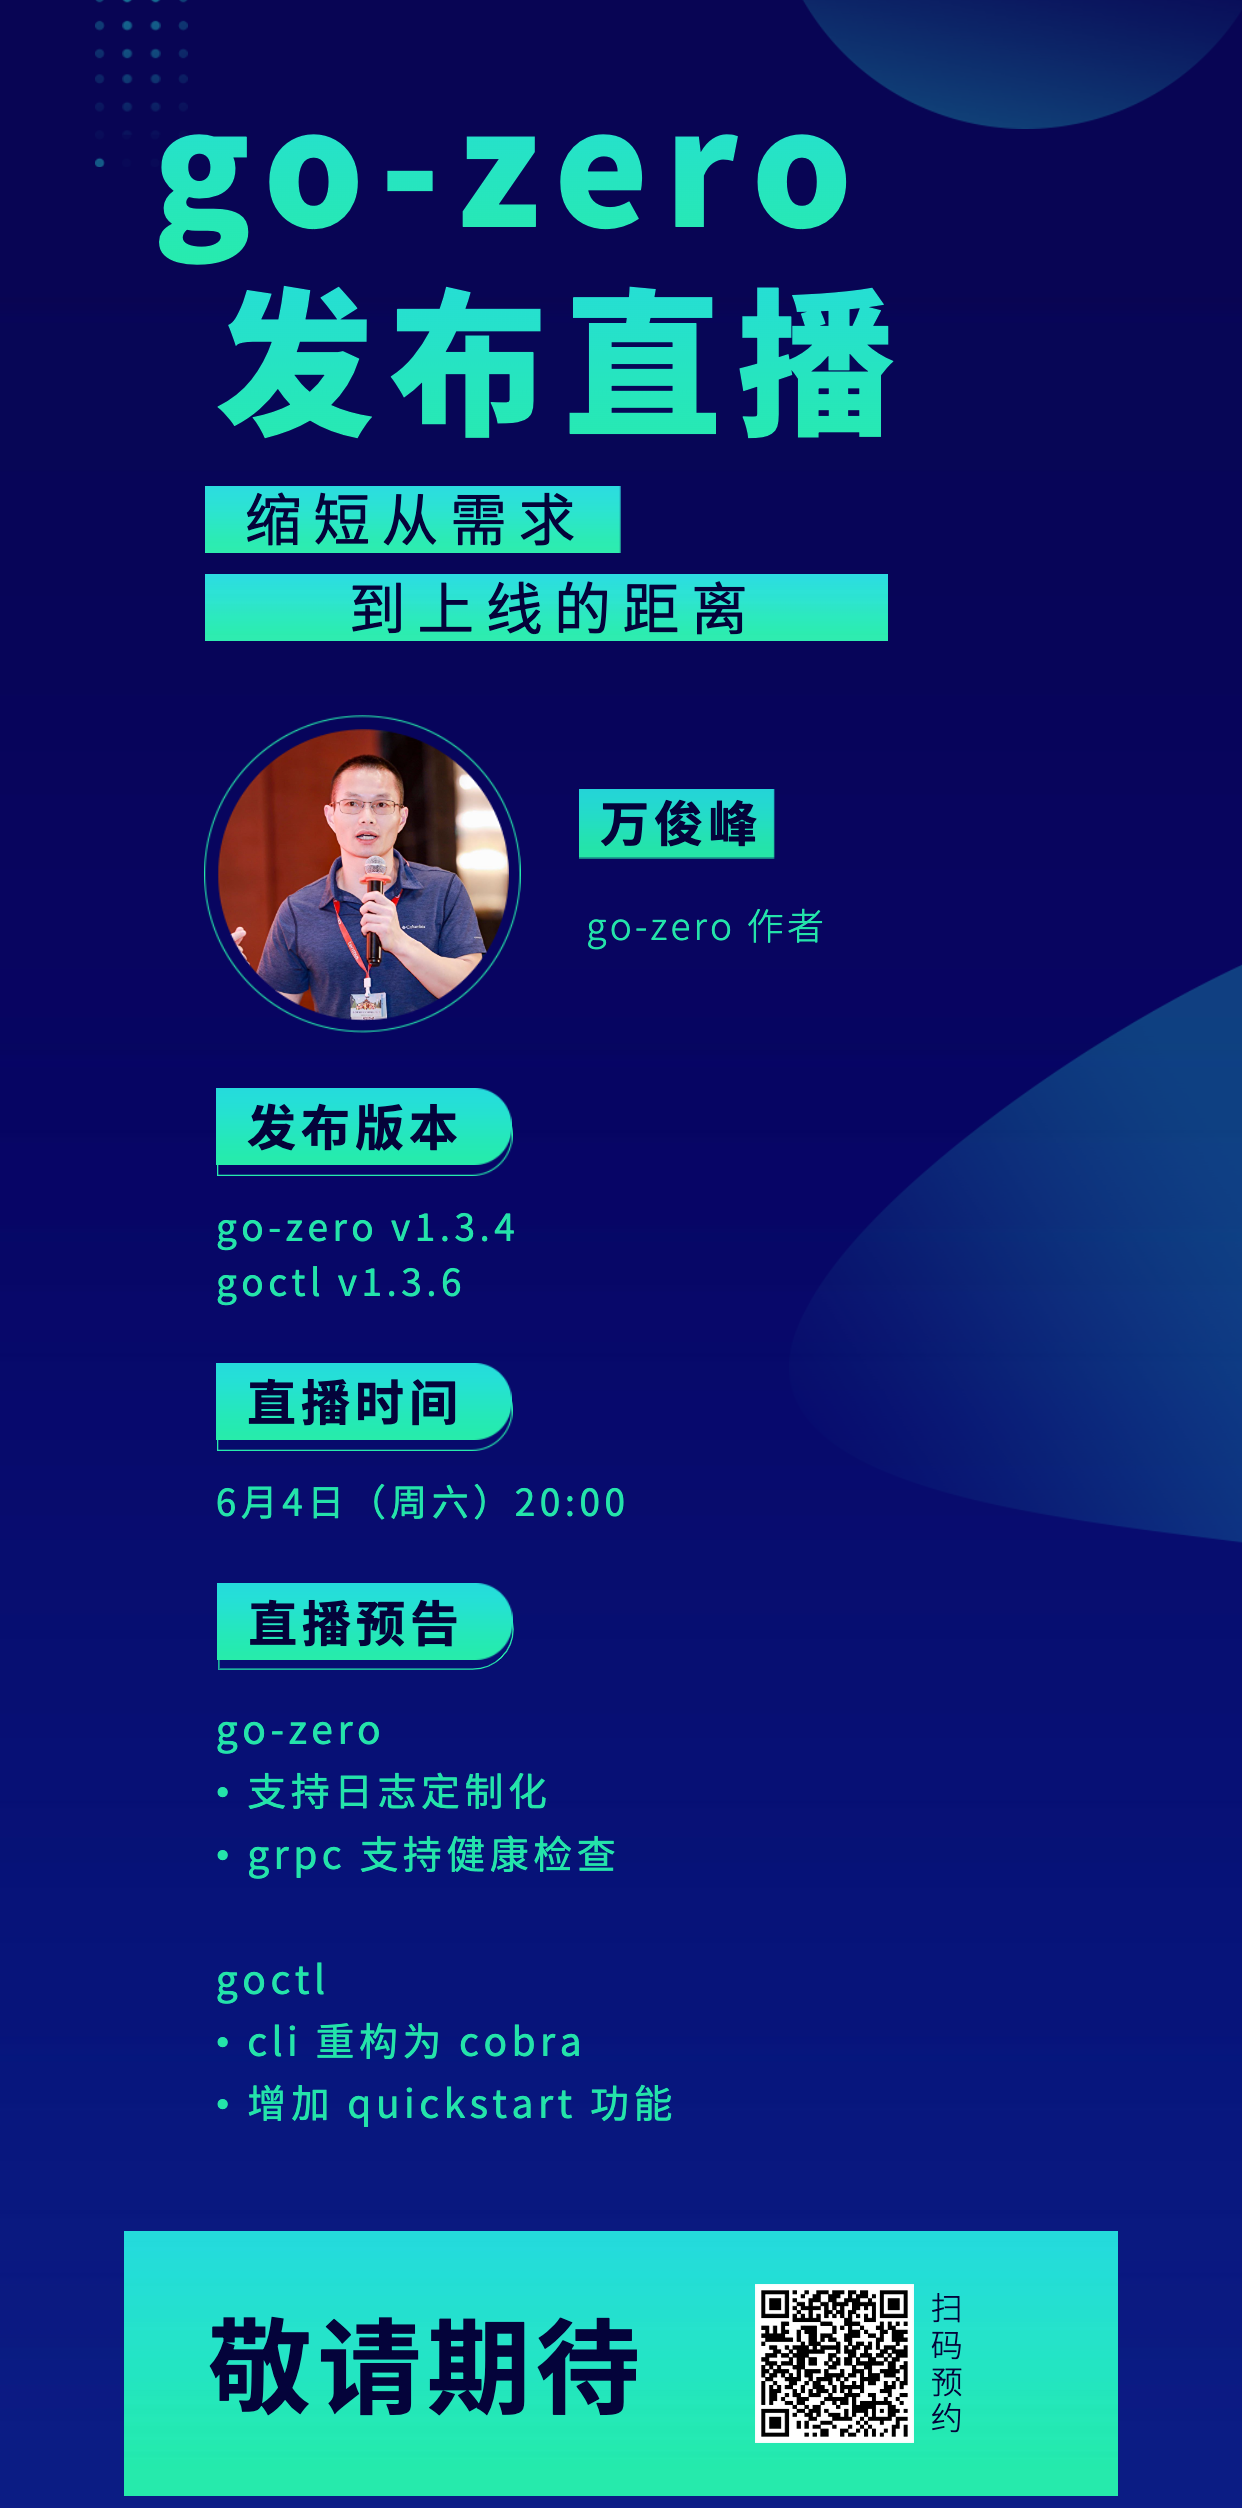 go-zero
发布直播
缩短从需求
到上线的距离
万俊峰
go-zero 作者
发布版本
go-zero v1.3.4
goctl v1.3.6
直播时间
6月4日（周六）20:00
直播预告
go-zero
• 支持日志定制化
• grpc 支持健康检查
goctl
• cli 重构为 cobra
• 增加 quickstart 功能
敬请期待
扫码预约